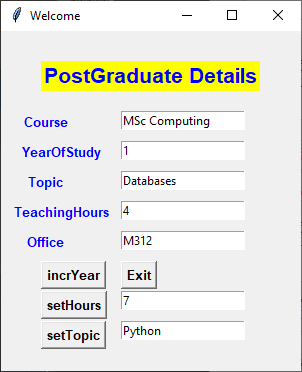 Welcome
PostGraduate Details
Course MSc Computing
YearOfStudy 1
Topic Databases
TeachingHours 4
Office M312
incrYear Exit
setHours 7
setTopic Python